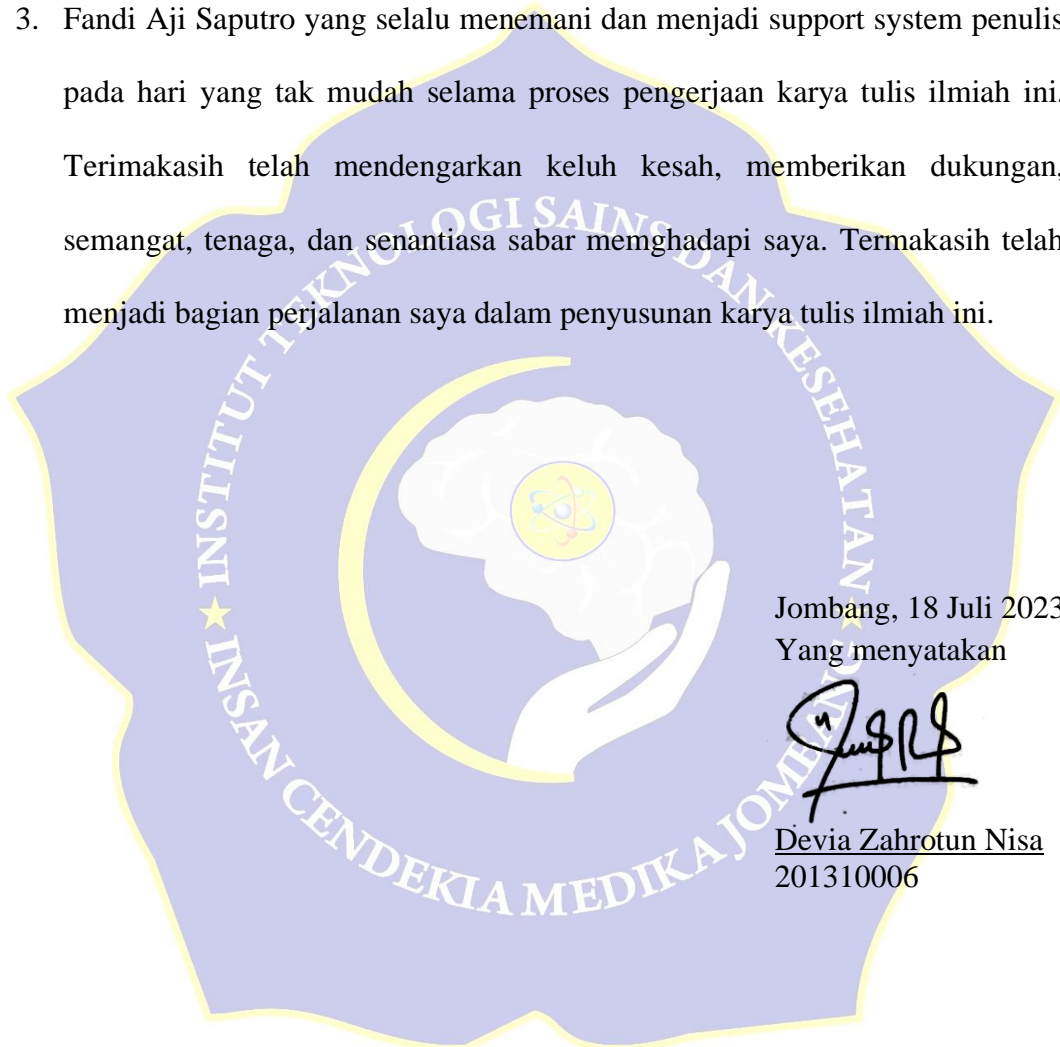 3. Fandi Aji Saputro yang selalu menemani dan menjadi support system penulis
pada hari yang tak mudah selama proses pengerjaan karya tulis ilmiah ini.
Terimakasih telah mendengarkan keluh kesah, memberikan dukungan,
semangat, tenaga, dan senantiasa sabar memghadapi saya. Termakasih telah
menjadi bagian perjalanan saya dalam penyusunan karya tulis ilmiah ini.
INSTITUT TEKNOLOGI SAINS DAN KESEHATAN
INSAN CENDEKIA MEDIKA JOMBANG
Jombang, 18 Juli 2023
Yang menyatakan
Devia Zahrotun Nisa
201310006